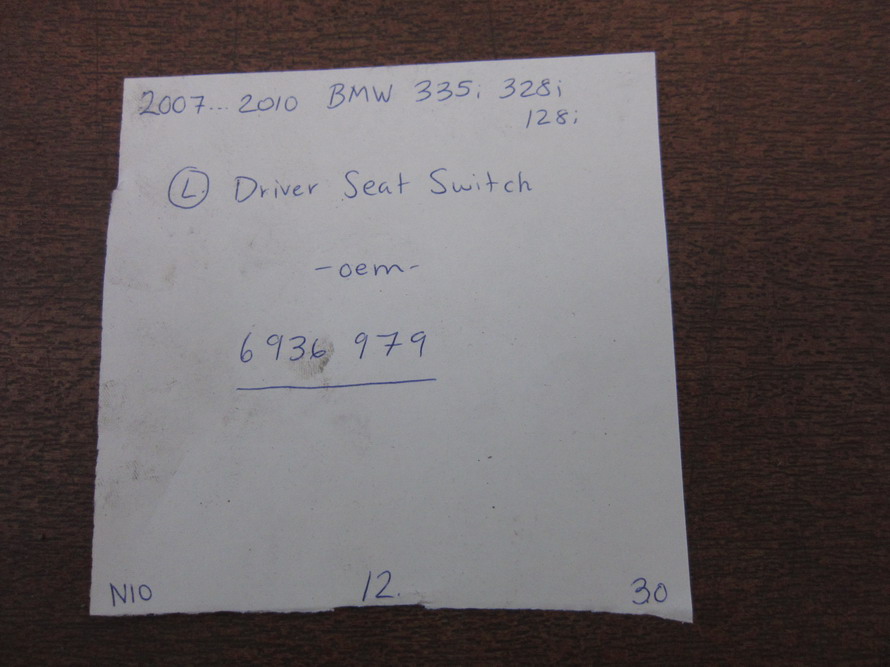 2007... 2010 BMW 335i 328i
128i
L Driver Seat Switch
-oem-
6936 979
N10 12. 30